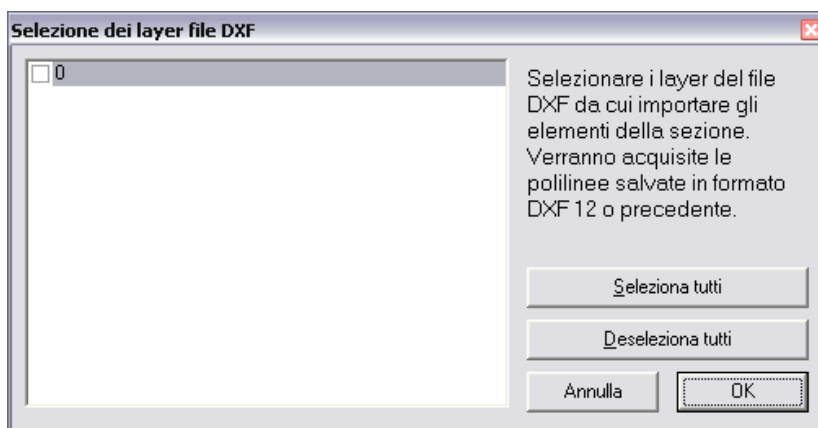 Selezione dei layer file DXF
0
Selezionare i layer del file
DXF da cui importare gli
elementi della sezione.
Verranno acquisite le
polilinee salvate in formato
DXF 12 o precedente.
Seleziona tutti
Deseleziona tutti
Annulla
OK